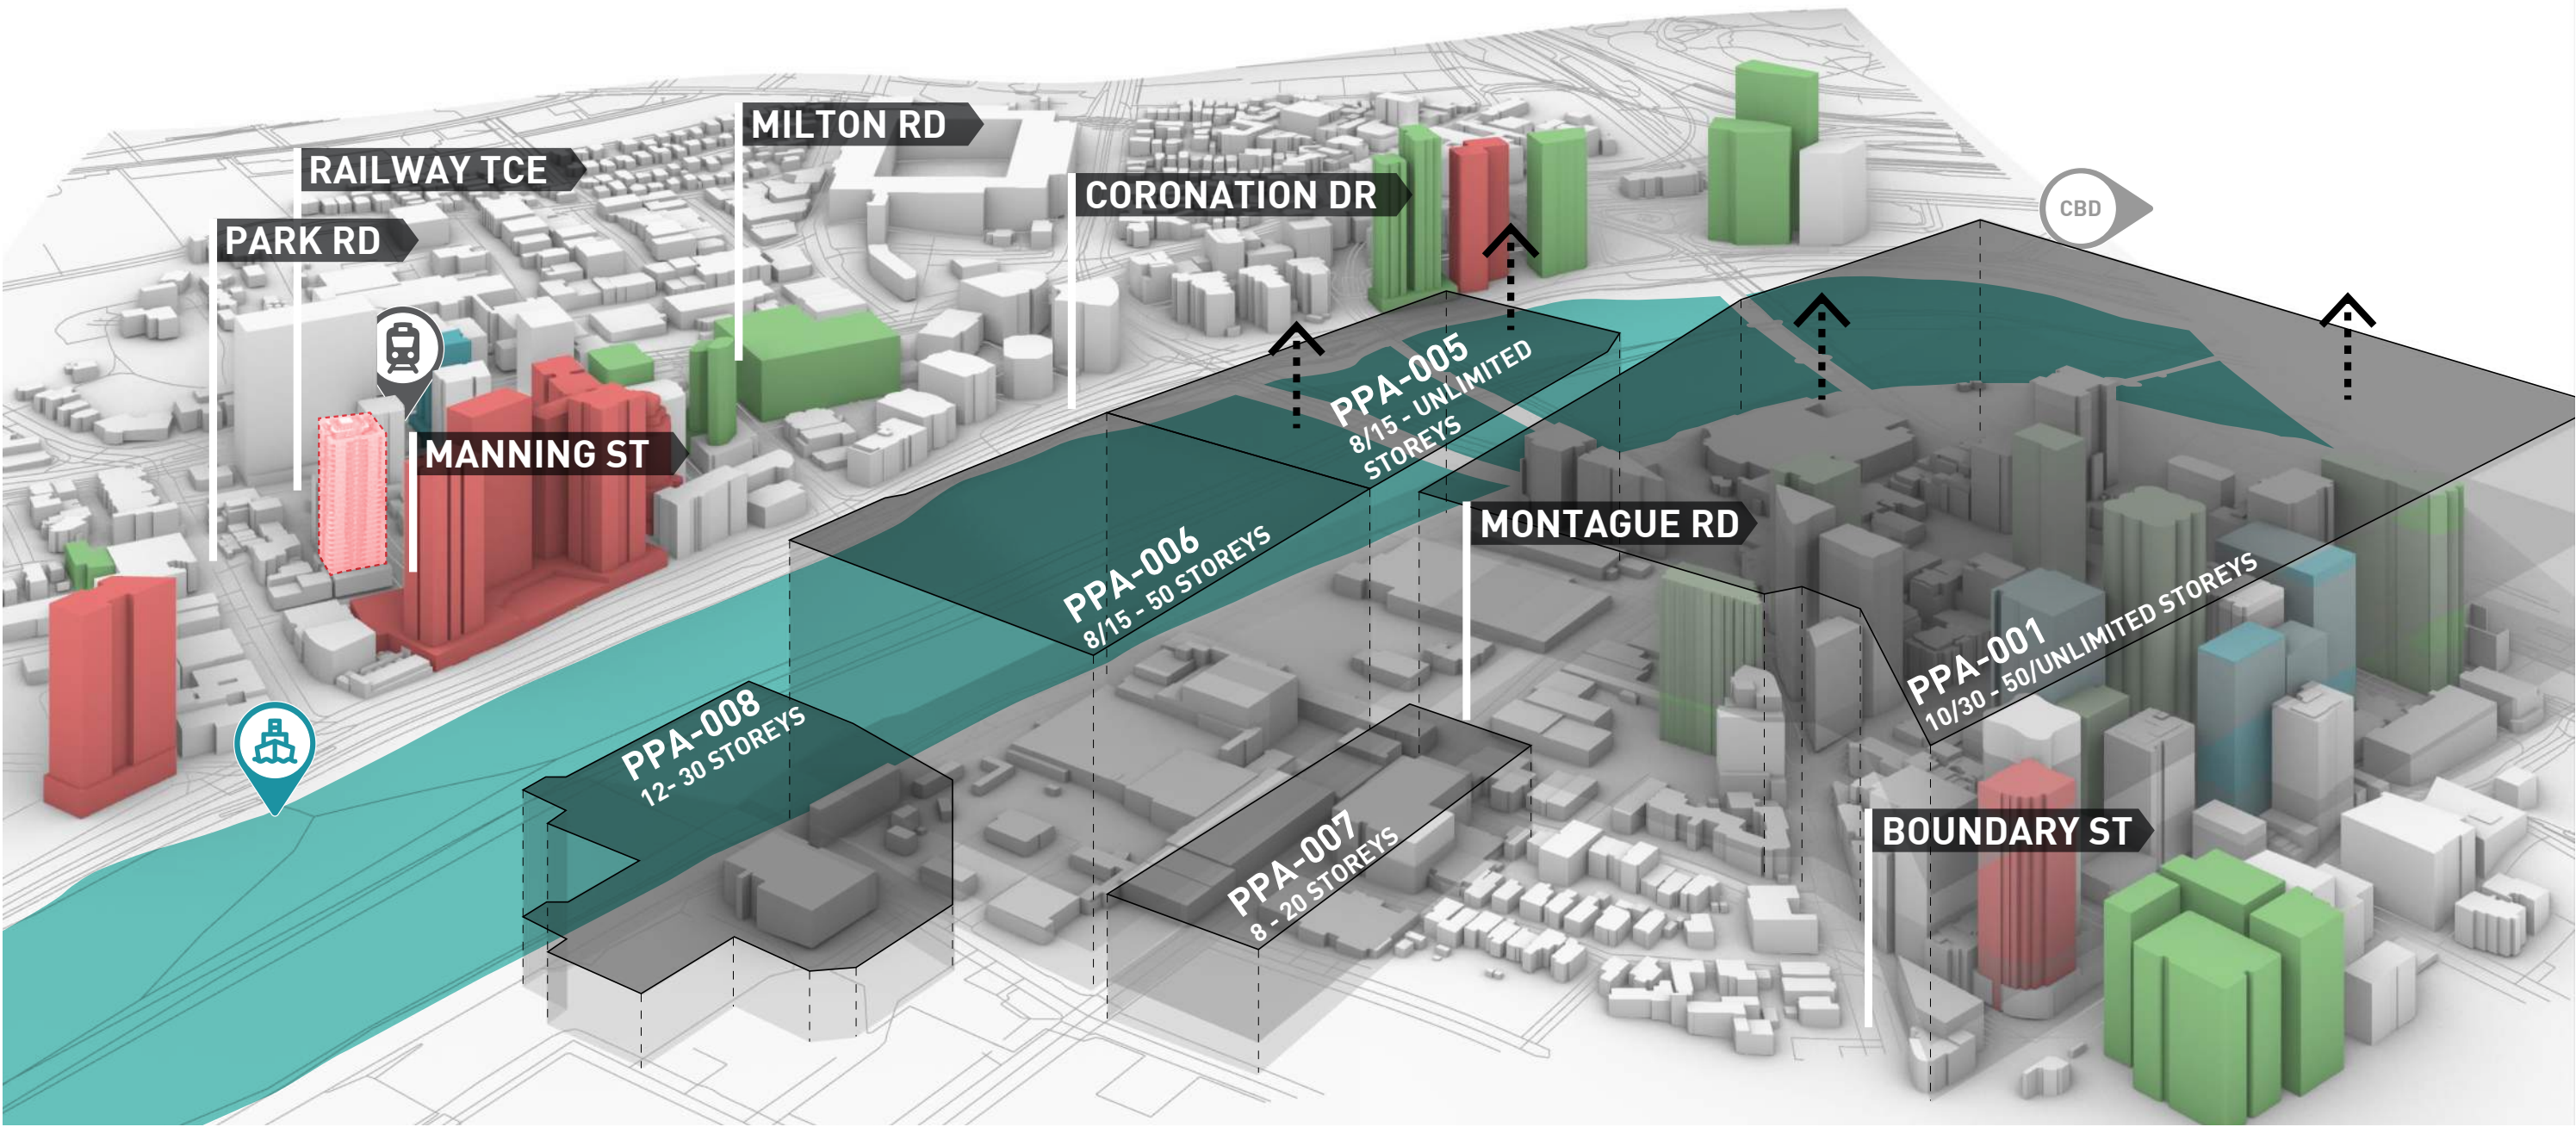 MILTON RD
RAILWAY TCE
CORONATION DR
CBD
PARK RD
MANNING ST
PPA-005
8/15 - UNLIMITED
STOREYS
MONTAGUE RD
PPA-006
8/15 - 50 STOREYS
PPA-001
10/30 - 50/UNLIMITED STOREYS
PPA-008
12- 30 STOREYS
PPA-007
8 - 20 STOREYS
BOUNDARY ST